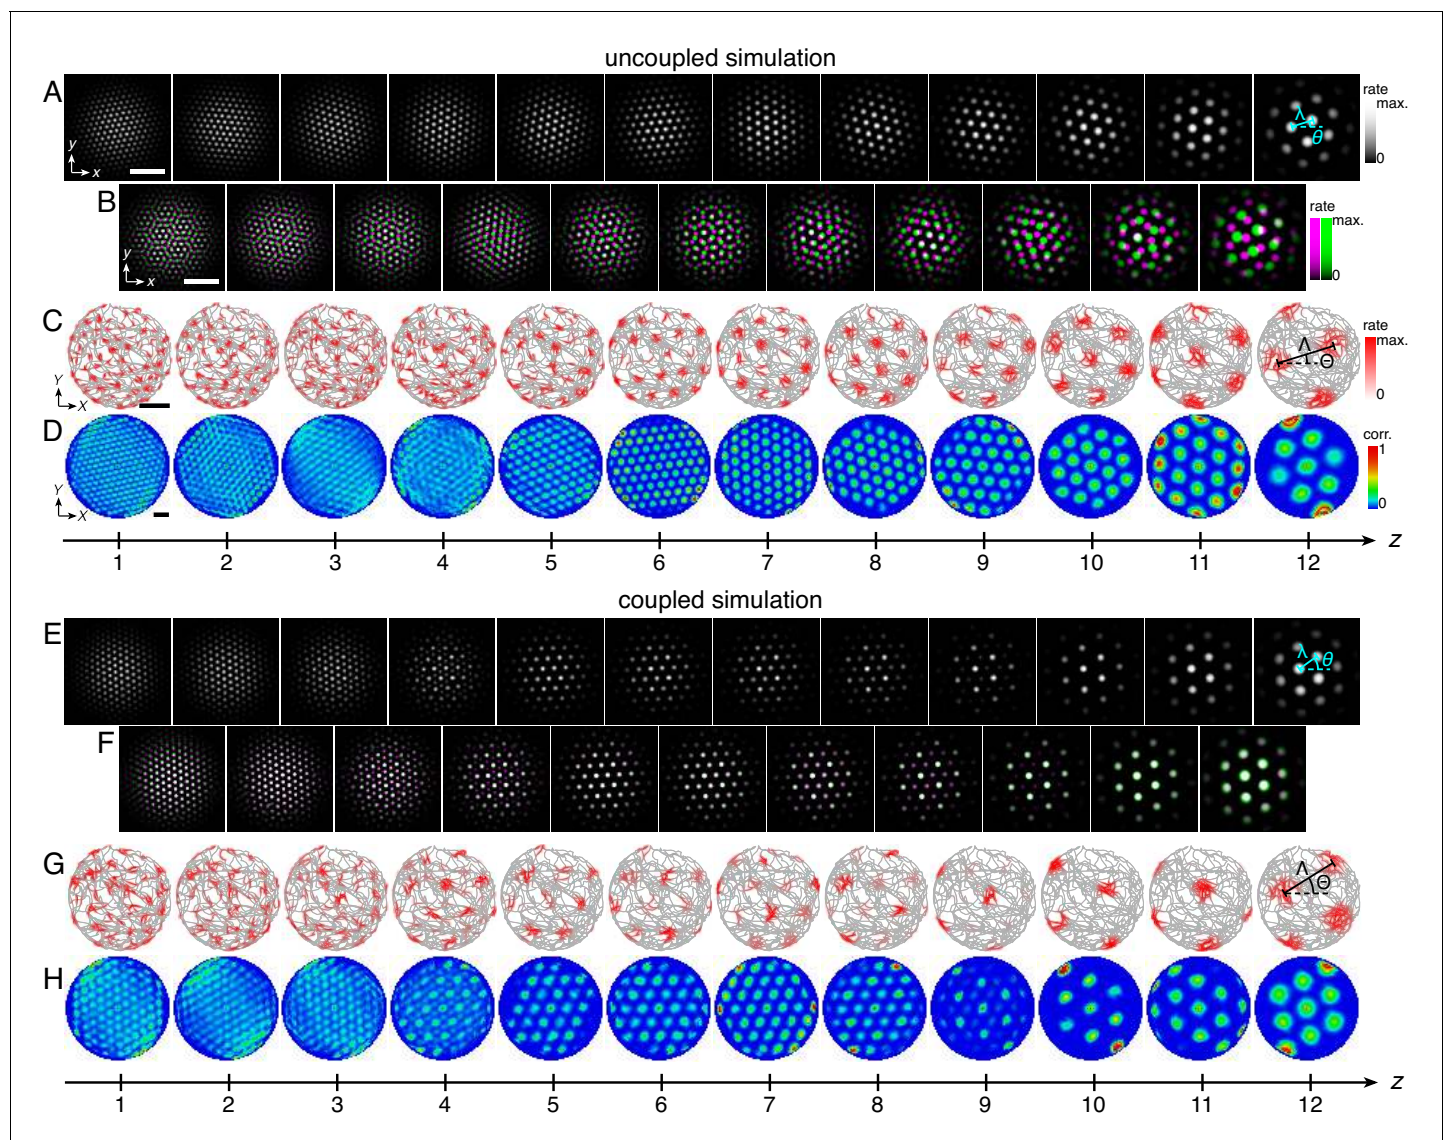 uncoupled simulation
A
y
x
λ
θ
rate
max.
0
B
y
x
rate
max.
0
C
Y
X
Λ
Θ
rate
max.
0
D
Y
X
corr.
1
0
1 2 3 4 5 6 7 8 9 10 11 12 z
coupled simulation
E
λ
θ
F
G
Λ
Θ
H
1 2 3 4 5 6 7 8 9 10 11 12 z